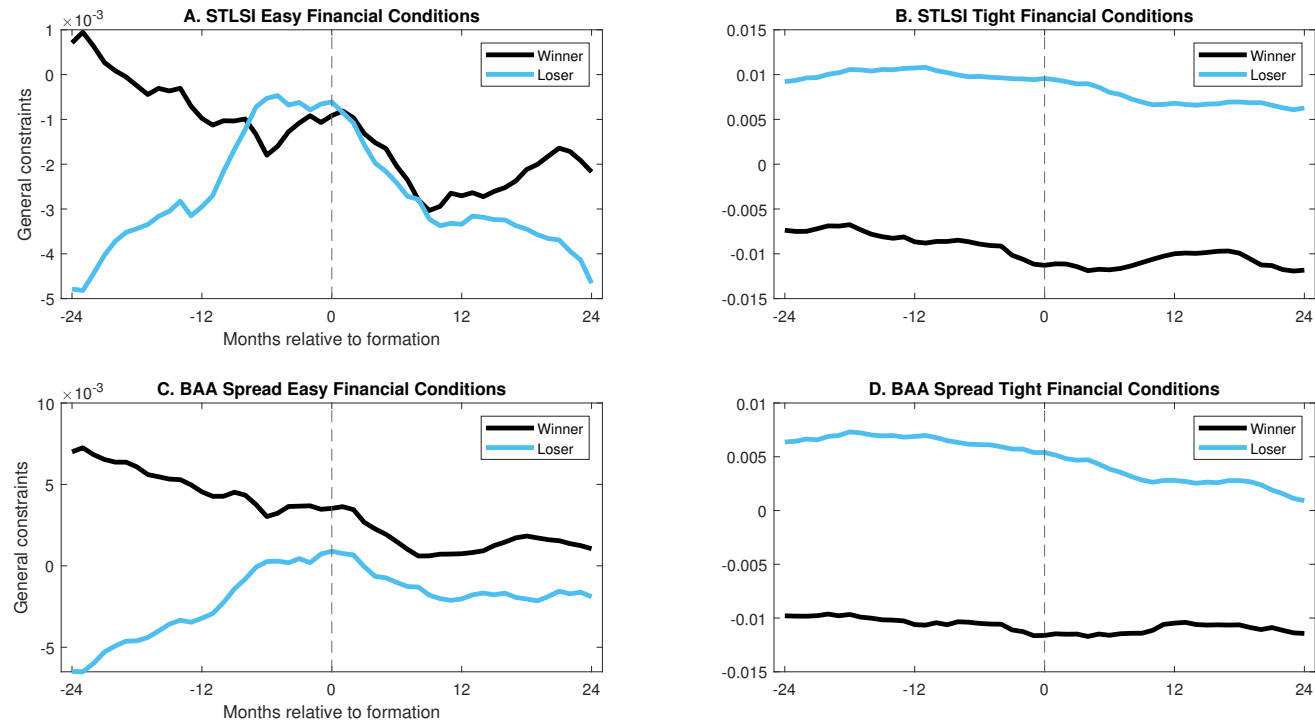 A. STLSI Easy Financial Conditions
×10⁻³
1
0
-1
-2
-3
-4
-5
General constraints
-24
-12
0
12
24
Months relative to formation
Winner
Loser
B. STLSI Tight Financial Conditions
0.015
0.01
0.005
0
-0.005
-0.01
-0.015
-24
-12
0
12
24
Winner
Loser
C. BAA Spread Easy Financial Conditions
×10⁻³
10
5
0
-5
General constraints
-24
-12
0
12
24
Months relative to formation
Winner
Loser
D. BAA Spread Tight Financial Conditions
0.01
0.005
0
-0.005
-0.01
-0.015
-24
-12
0
12
24
Winner
Loser